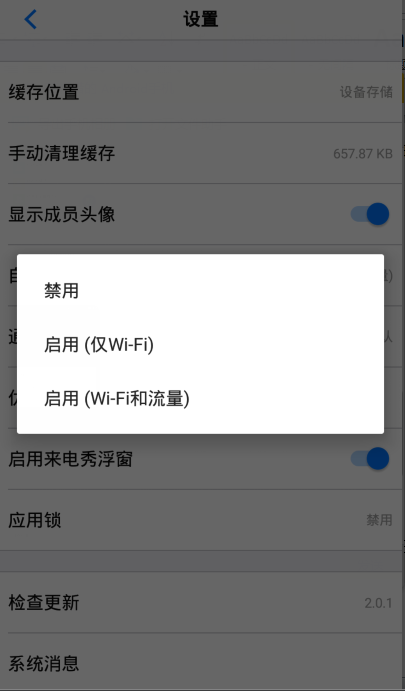 设置
缓存位置
设备存储
手动清理缓存
657.87 KB
显示成员头像
禁用
启用 (仅Wi-Fi)
启用 (Wi-Fi和流量)
启用来电秀浮窗
应用锁
禁用
检查更新
2.0.1
系统消息